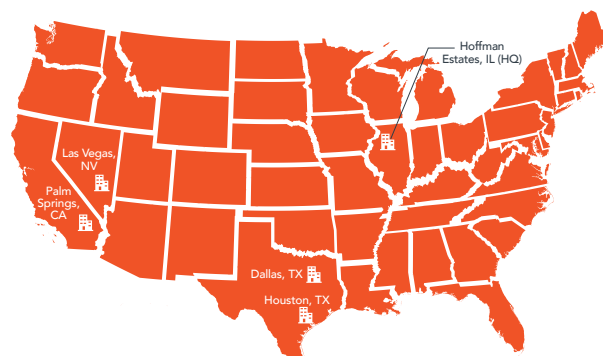 Hoffman
Estates, IL (HQ)
Las Vegas,
NV
Palm
Springs,
CA
Dallas, TX
Houston, TX